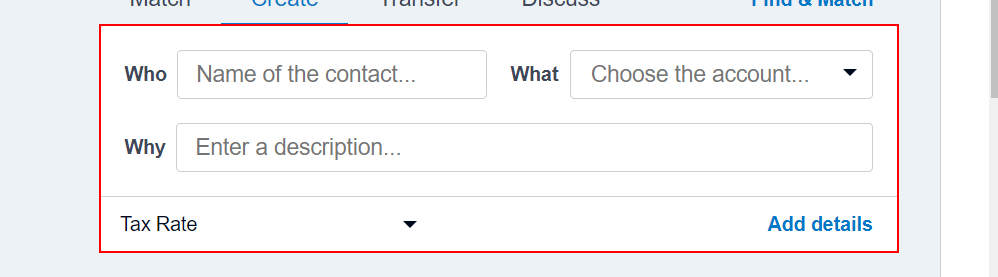 Match Create Transfer Discuss Find & Match
Who Name of the contact... What Choose the account...
Why Enter a description...
Tax Rate Add details